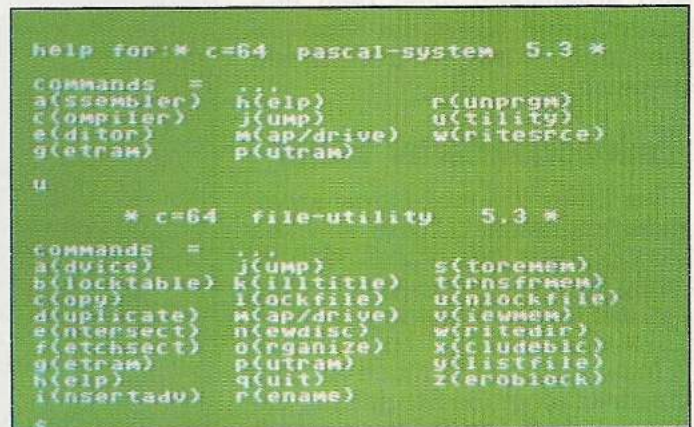 help for:* c=64 pascal-system 5.3 *
commands = ...
a(ssembler) h(elp) r(unprgm)
c(ompiler) j(ump) u(tility)
e(ditor) m(ap/drive) w(ritesrce)
g(etram) p(utram)
u
* c=64 file-utility 5.3 *
commands = ...
a(dvice) j(ump) s(toremem)
b(locktable) k(illtitle) t(rnsfrmem)
c(opy) l(ockfile) u(nlockfile)
d(uplicate) m(ap/drive) v(iewmem)
e(ntersect) n(ewdisc) w(ritedir)
f(etchsect) o(rganize) x(cludeblc)
g(etram) p(utram) y(listfile)
h(elp) q(uit) z(eroblock)
i(nsertadv) r(ename)